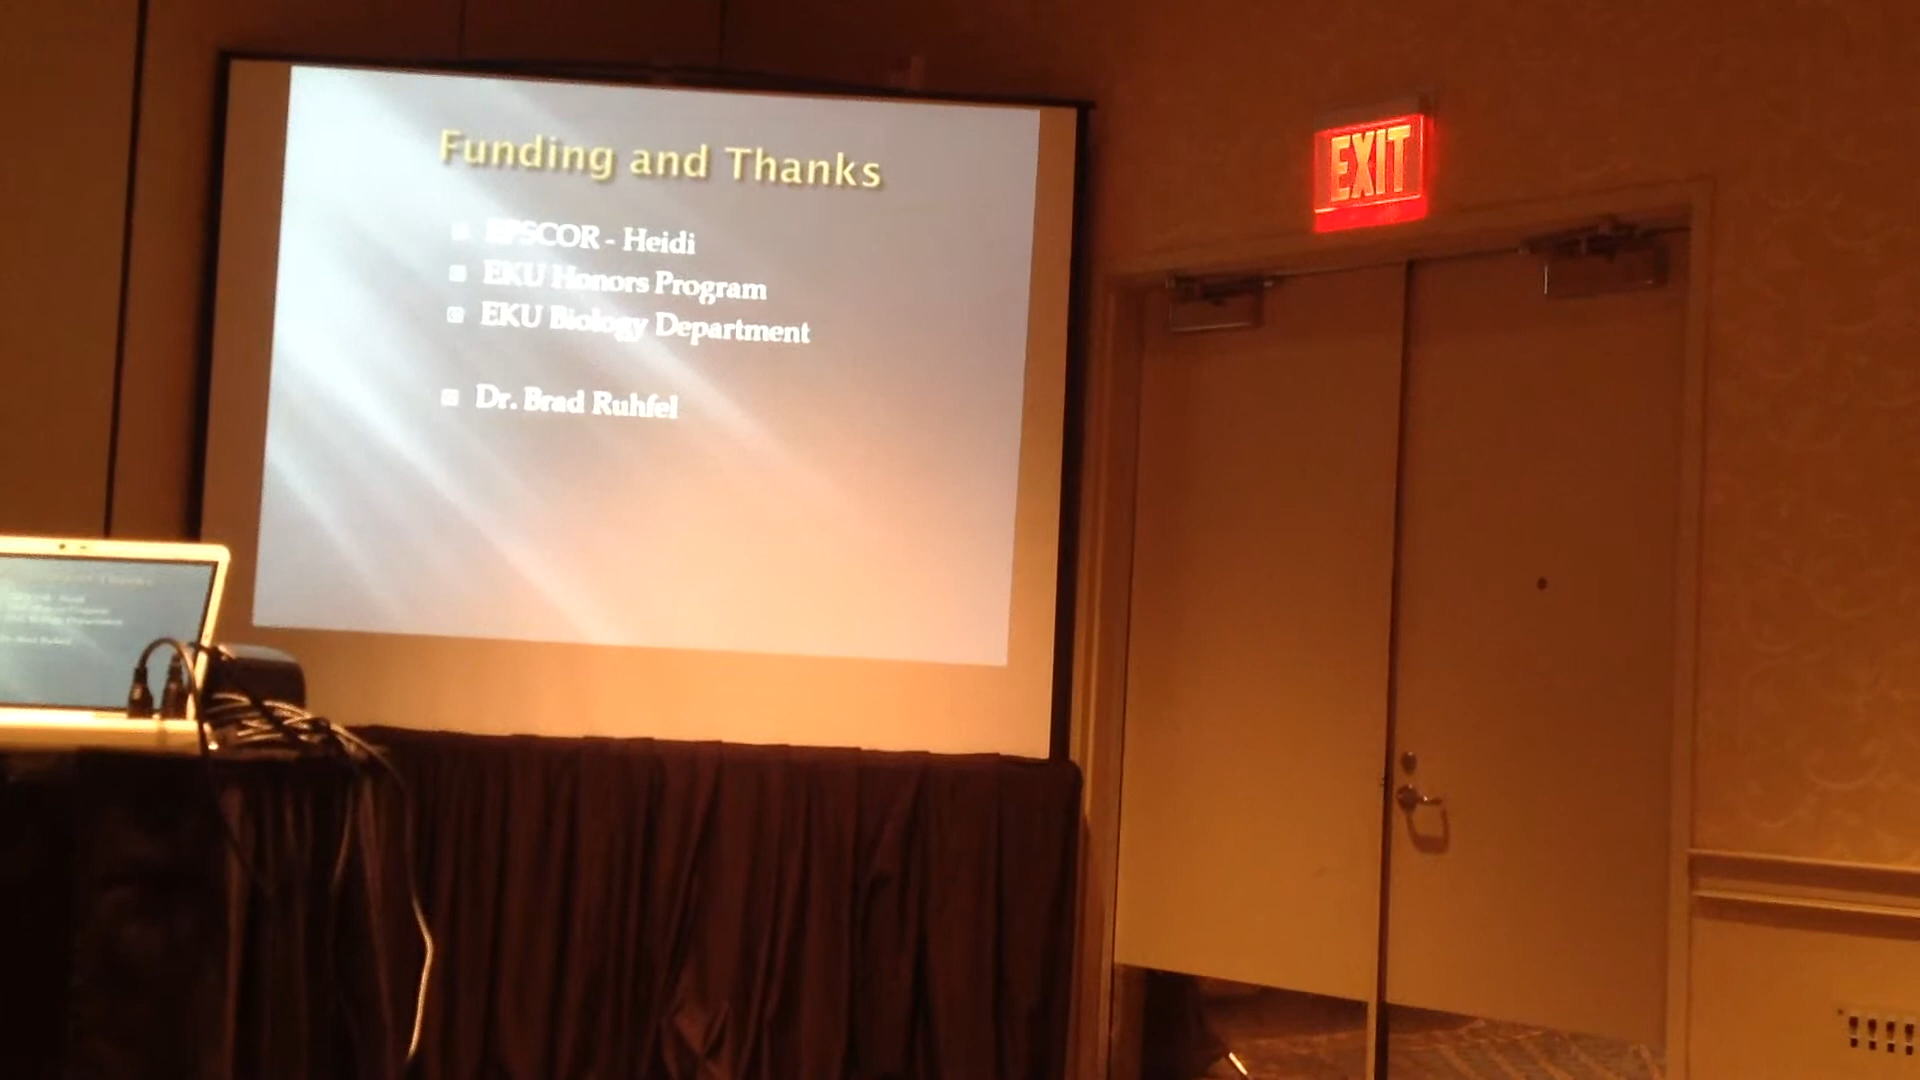 Funding and Thanks
EPSCOR - Heidi
EKU Honors Program
EKU Biology Department
Dr. Brad Ruhfel
EXIT